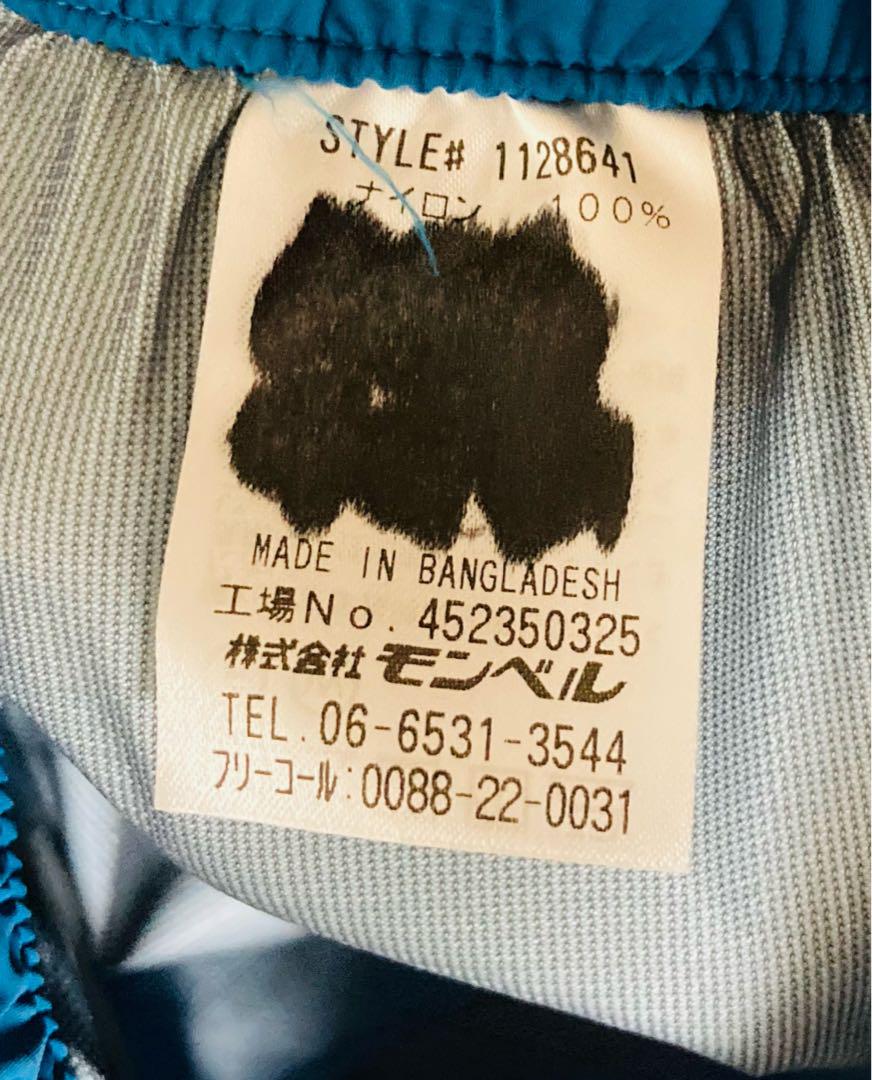 STYLE# 1128641
ナイロン 100%
MADE IN BANGLADESH
工場No. 452350325
株式会社モンベル
TEL. 06-6531-3544
フリーコール:0088-22-0031